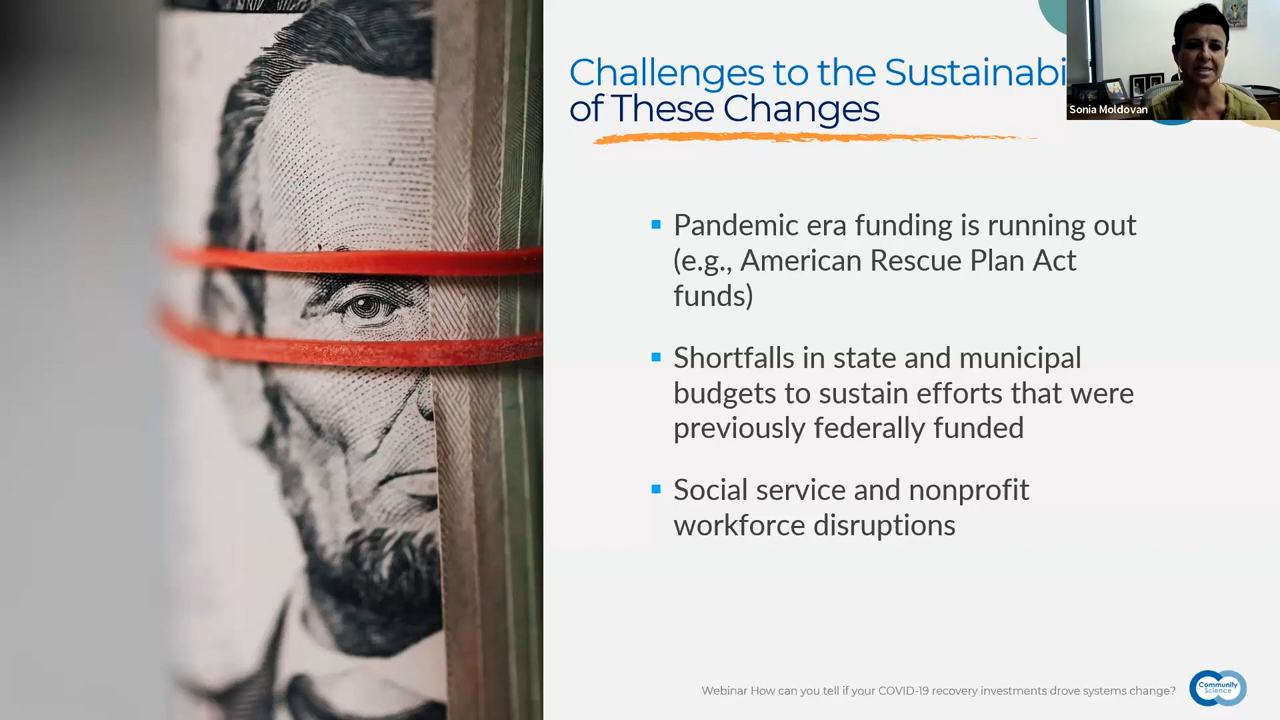 Challenges to the Sustainabi
of These Changes
Sonia Moldovan
Pandemic era funding is running out
(e.g., American Rescue Plan Act
funds)
Shortfalls in state and municipal
budgets to sustain efforts that were
previously federally funded
Social service and nonprofit
workforce disruptions
Webinar How can you tell if your COVID-19 recovery investments drove systems change?
Community
Science